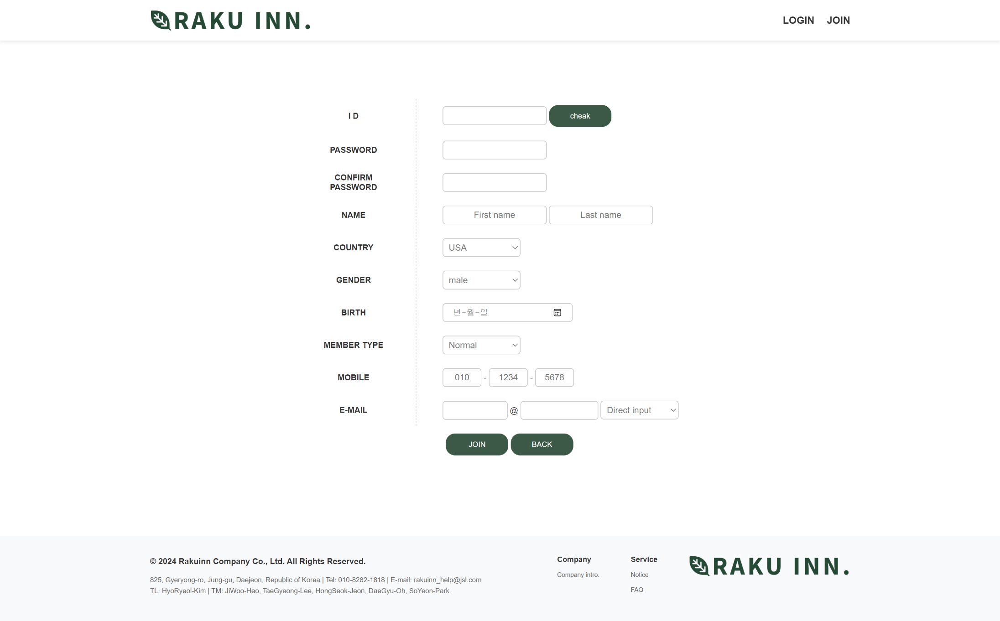 RAKU INN.
LOGIN JOIN
I D
cheak
PASSWORD
CONFIRM
PASSWORD
NAME
First name
Last name
COUNTRY
USA
GENDER
male
BIRTH
년-월-일
MEMBER TYPE
Normal
MOBILE
010 - 1234 - 5678
E-MAIL
@
Direct input
JOIN
BACK
© 2024 Rakuinn Company Co., Ltd. All Rights Reserved.
825, Gyeryong-ro, Jung-gu, Daejeon, Republic of Korea | Tel: 010-8282-1818 | E-mail: rakuinn_help@jsl.com
TL: HyoRyeol-Kim | TM: JiWoo-Heo, TaeGyeong-Lee, HongSeok-Jeon, DaeGyu-Oh, SoYeon-Park
Company
Company intro.
Service
Notice
FAQ
RAKU INN.